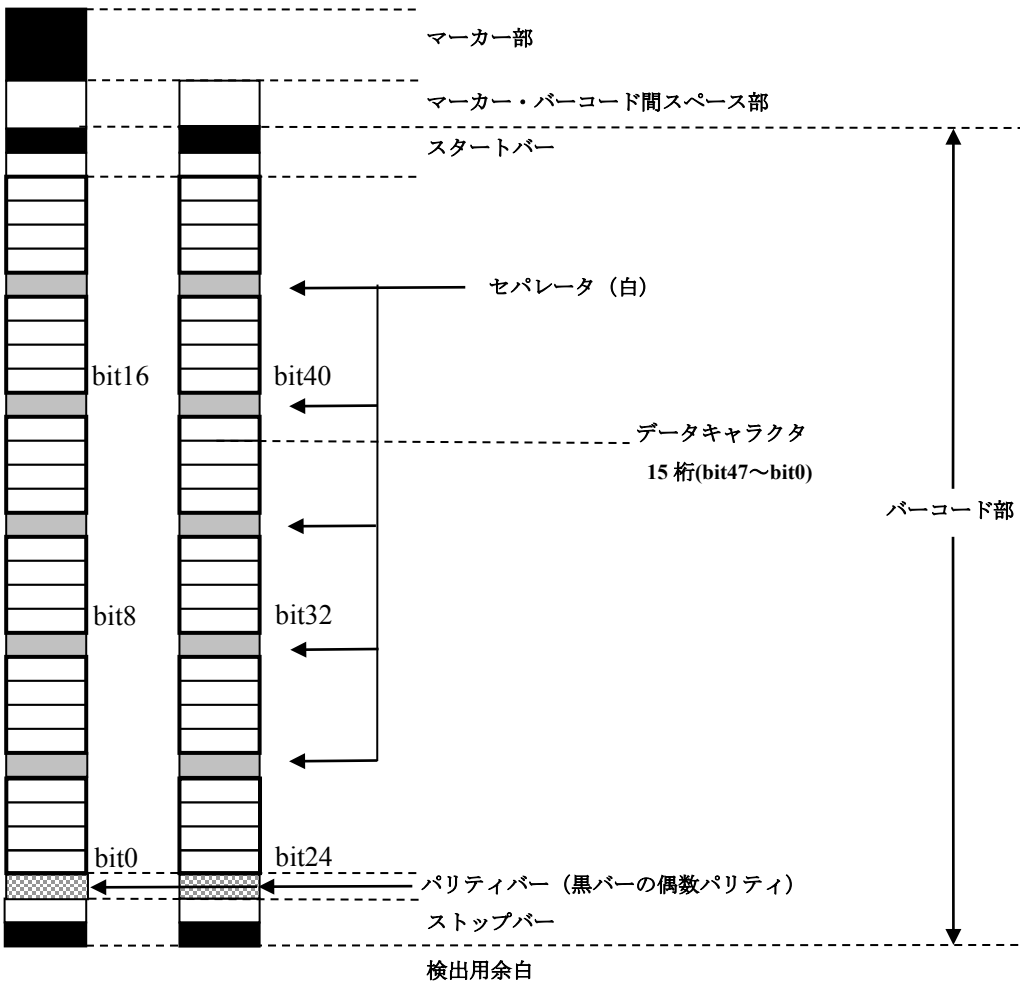 マーカー部
マーカー・バーコード間スペース部
スタートバー
セパレータ（白）
bit16
bit40
データキャラクタ
15 桁(bit47～bit0)
バーコード部
bit8
bit32
bit0
bit24
パリティバー（黒バーの偶数パリティ）
ストップバー
検出用余白